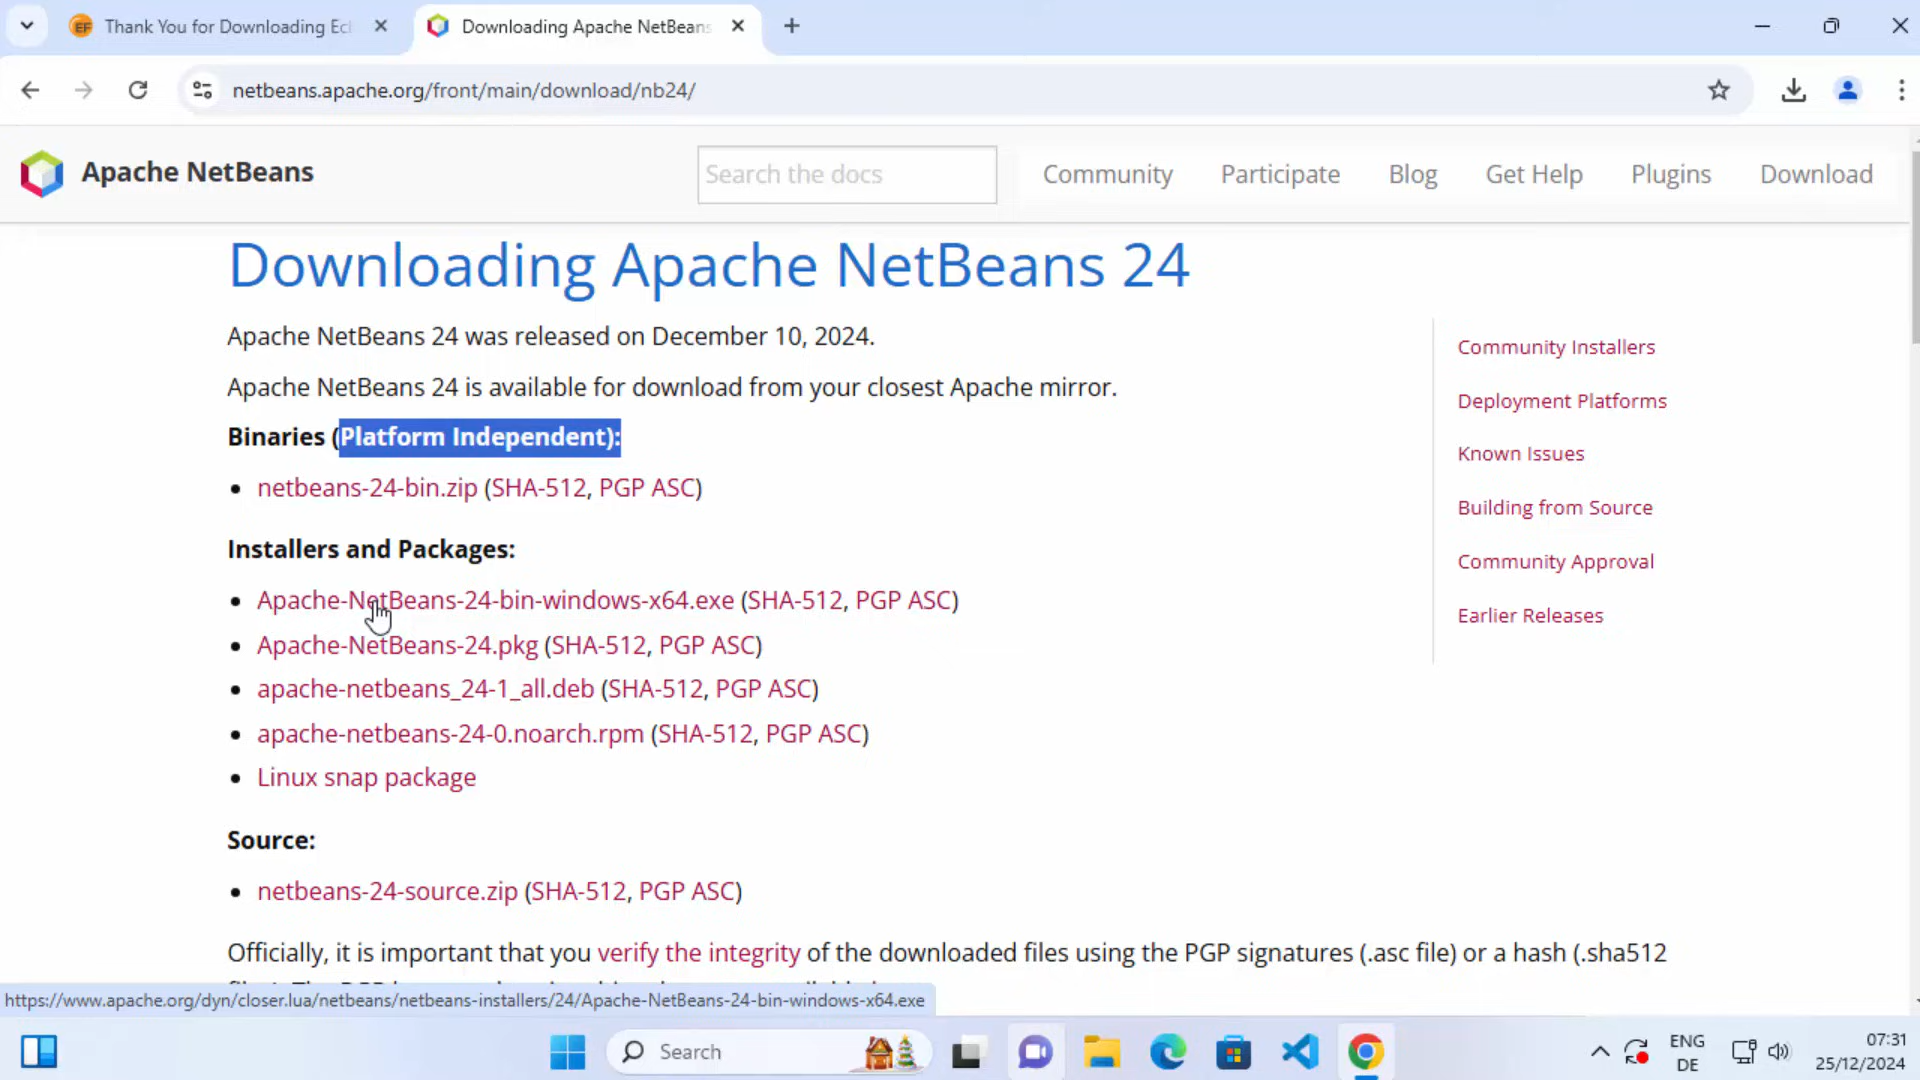 Thank You for Downloading Ecl
Downloading Apache NetBeans
netbeans.apache.org/front/main/download/nb24/
Apache NetBeans
Search the docs
Community
Participate
Blog
Get Help
Plugins
Download
Downloading Apache NetBeans 24
Apache NetBeans 24 was released on December 10, 2024.
Apache NetBeans 24 is available for download from your closest Apache mirror.
Binaries (Platform Independent):
netbeans-24-bin.zip (SHA-512, PGP ASC)
Installers and Packages:
Apache-NetBeans-24-bin-windows-x64.exe (SHA-512, PGP ASC)
Apache-NetBeans-24.pkg (SHA-512, PGP ASC)
apache-netbeans_24-1_all.deb (SHA-512, PGP ASC)
apache-netbeans-24-0.noarch.rpm (SHA-512, PGP ASC)
Linux snap package
Source:
netbeans-24-source.zip (SHA-512, PGP ASC)
Officially, it is important that you verify the integrity of the downloaded files using the PGP signatures (.asc file) or a hash (.sha512
Community Installers
Deployment Platforms
Known Issues
Building from Source
Community Approval
Earlier Releases
https://www.apache.org/dyn/closer.lua/netbeans/netbeans-installers/24/Apache-NetBeans-24-bin-windows-x64.exe
Search
ENG
DE
07:31
25/12/2024